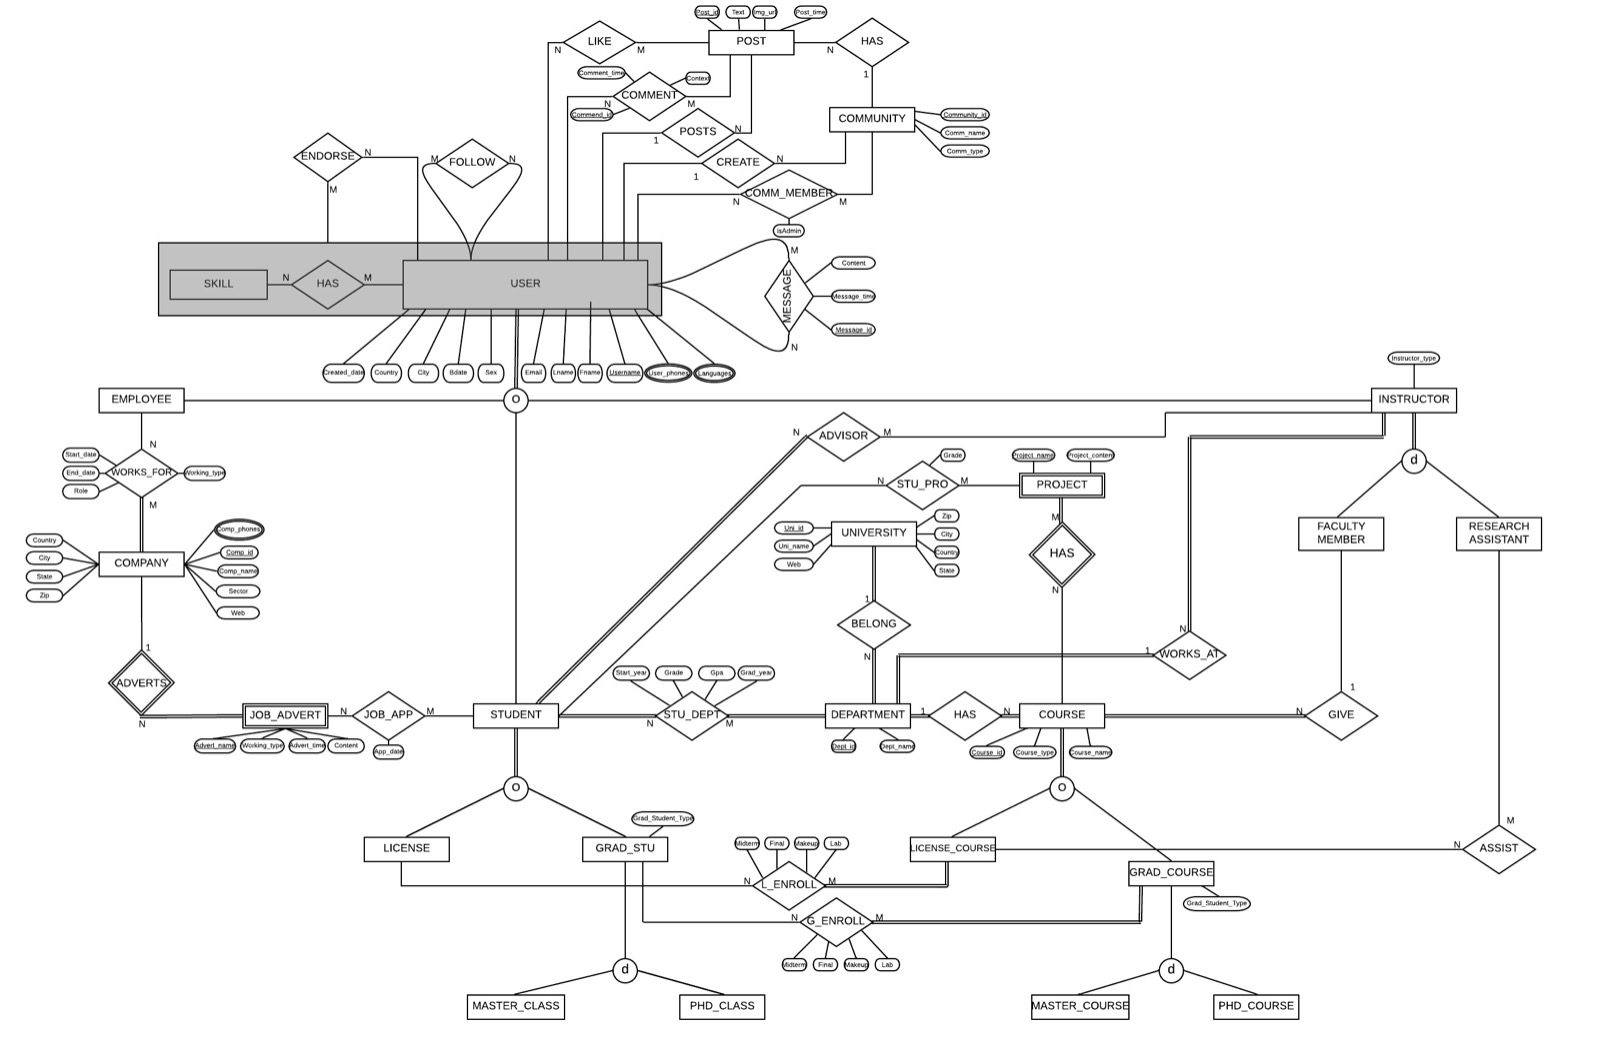 Post_id Text Img_url Post_time
LIKE POST HAS
N M N
1
Comment_time Context
COMMENT
N M
Commend_id
COMMUNITY Community_id
Comm_name
Comm_type
POSTS N
1
ENDORSE N
M
M FOLLOW N
CREATE N
1
COMM_MEMBER
N M
isAdmin
SKILL N HAS M USER
M
MESSAGE
N
Content
Message_time
Message_id
Created_date Country City Bdate Sex Email Lname Fname Username User_phones Languages
Instructor_type
EMPLOYEE O INSTRUCTOR
N ADVISOR M
N
Start_date
End_date WORKS_FOR Working_type
Role
M
d
Grade
N STU_PRO M
Project_name Project_content
PROJECT
M
HAS
N
Country
City
State
Zip
COMPANY
Comp_phones
Comp_id
Comp_name
Sector
Web
Uni_id
Uni_name
Web
UNIVERSITY
Zip
City
Country
State
FACULTY
MEMBER
RESEARCH
ASSISTANT
1
BELONG
N
N
1 WORKS_AT
1
ADVERTS
N
JOB_ADVERT N JOB_APP M STUDENT
Advert_name Working_type Advert_time Content
App_date
Start_year Grade Gpa Grad_year
N STU_DEPT M
DEPARTMENT 1 HAS N COURSE N GIVE
1
Dept_id Dept_name
Course_id Course_type Course_name
O O
Grad_Student_Type
LICENSE GRAD_STU
Midterm Final Makeup Lab
N L_ENROLL M
LICENSE_COURSE N ASSIST
M
GRAD_COURSE
Grad_Student_Type
N G_ENROLL M
Midterm Final Makeup Lab
d d
MASTER_CLASS PHD_CLASS MASTER_COURSE PHD_COURSE